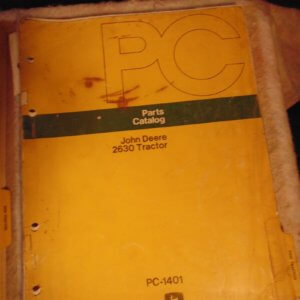 PC
Parts
Catalog
John Deere
2630 Tractor
PC-1401